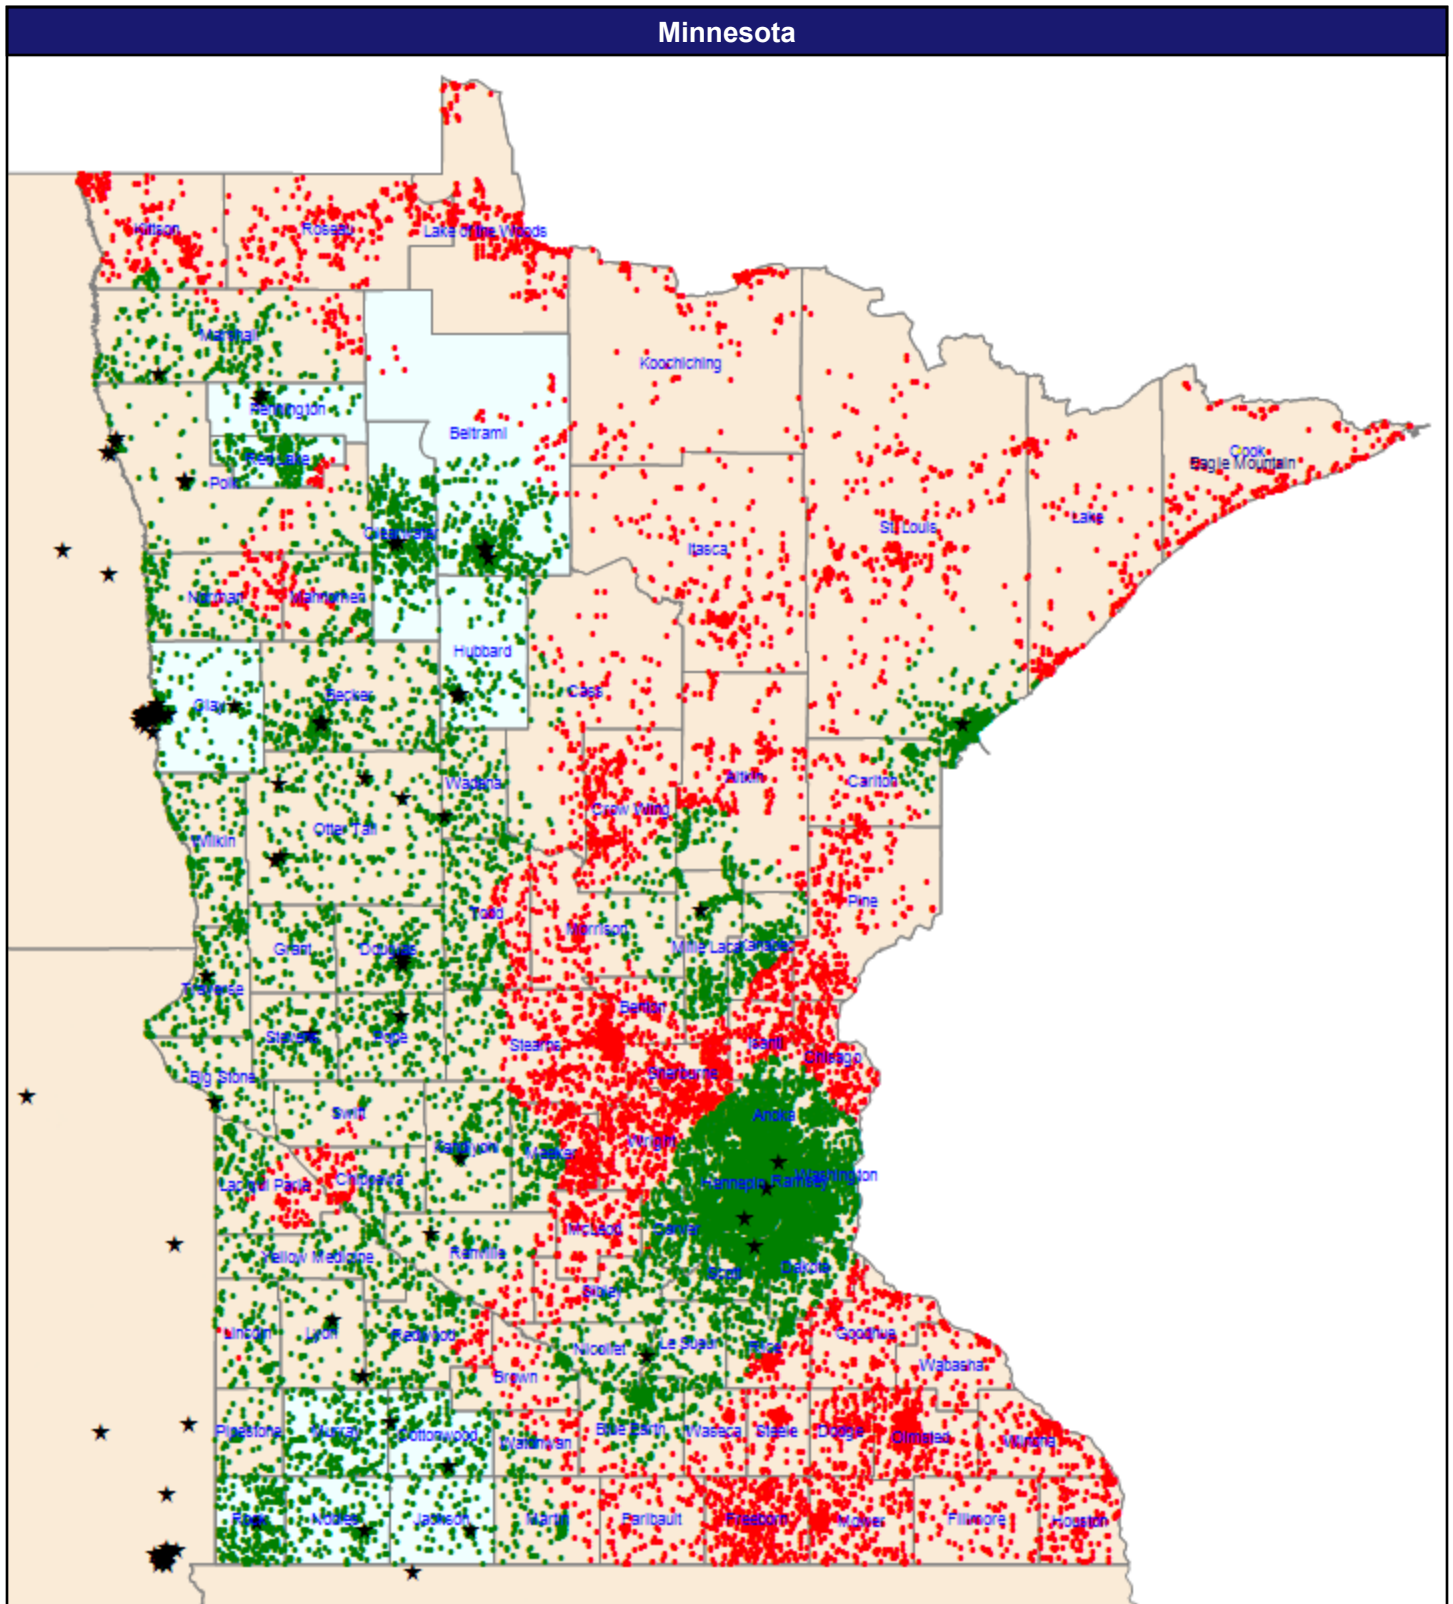 Minnesota
Kittson
Roseau
Lake of the Woods
Marshall
Koochiching
Pennington
Beltrami
Cook
Eagle Mountain
Red Lake
Polk
Lake
St. Louis
Clearwater
Itasca
Norman
Mahnomen
Hubbard
Cass
Becker
Clay
Aitkin
Carlton
Wadena
Crow Wing
Otter Tail
Wilkin
Pine
Todd
Morrison
Mille Lacs
Kanabec
Grant
Douglas
Traverse
Benton
Stevens
Pope
Stearns
Isanti
Chisago
Sherburne
Big Stone
Swift
Anoka
Wright
Kandiyohi
Meeker
Washington
Hennepin
Ramsey
Lac qui Parle
Chippewa
McLeod
Carver
Renville
Yellow Medicine
Scott
Dakota
Sibley
Lincoln
Lyon
Redwood
Nicollet
Le Sueur
Rice
Goodhue
Wabasha
Brown
Pipestone
Murray
Cottonwood
Watonwan
Blue Earth
Waseca
Steele
Dodge
Olmsted
Winona
Rock
Nobles
Jackson
Martin
Faribault
Freeborn
Mower
Fillmore
Houston